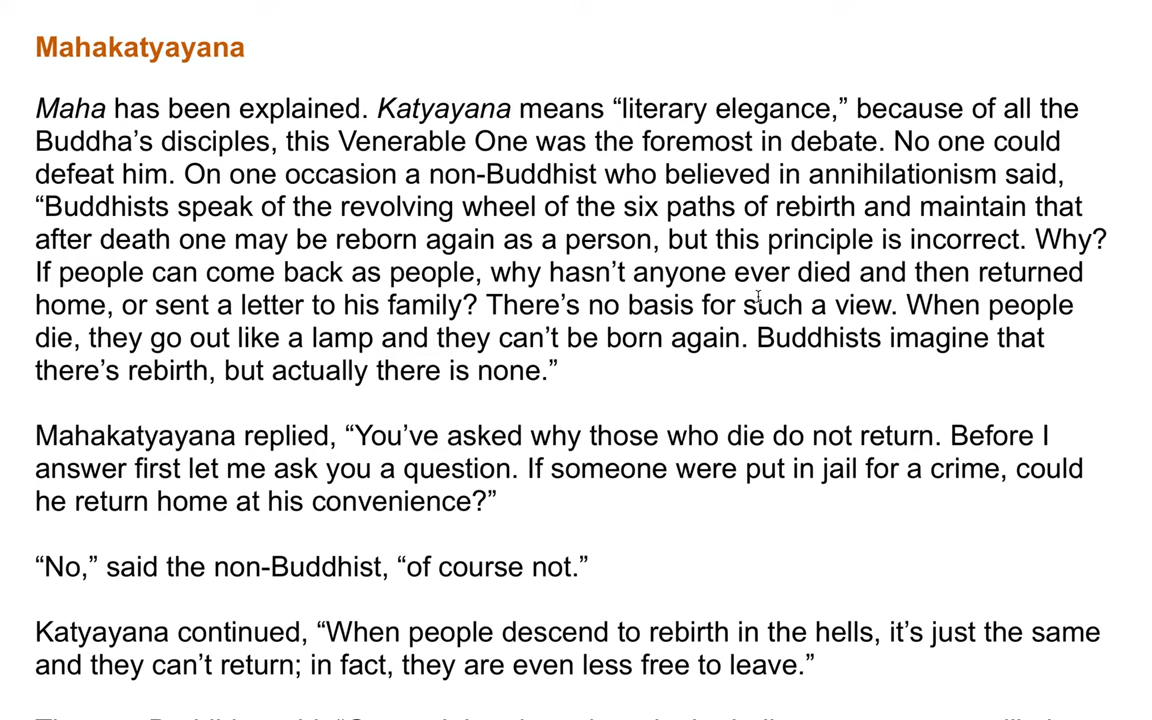 Mahakatyayana
Maha has been explained. Katyayana means “literary elegance,” because of all the
Buddha’s disciples, this Venerable One was the foremost in debate. No one could
defeat him. On one occasion a non-Buddhist who believed in annihilationism said,
“Buddhists speak of the revolving wheel of the six paths of rebirth and maintain that
after death one may be reborn again as a person, but this principle is incorrect. Why?
If people can come back as people, why hasn’t anyone ever died and then returned
home, or sent a letter to his family? There’s no basis for such a view. When people
die, they go out like a lamp and they can’t be born again. Buddhists imagine that
there’s rebirth, but actually there is none.”
Mahakatyayana replied, “You’ve asked why those who die do not return. Before I
answer first let me ask you a question. If someone were put in jail for a crime, could
he return home at his convenience?”
“No,” said the non-Buddhist, “of course not.”
Katyayana continued, “When people descend to rebirth in the hells, it’s just the same
and they can’t return; in fact, they are even less free to leave.”